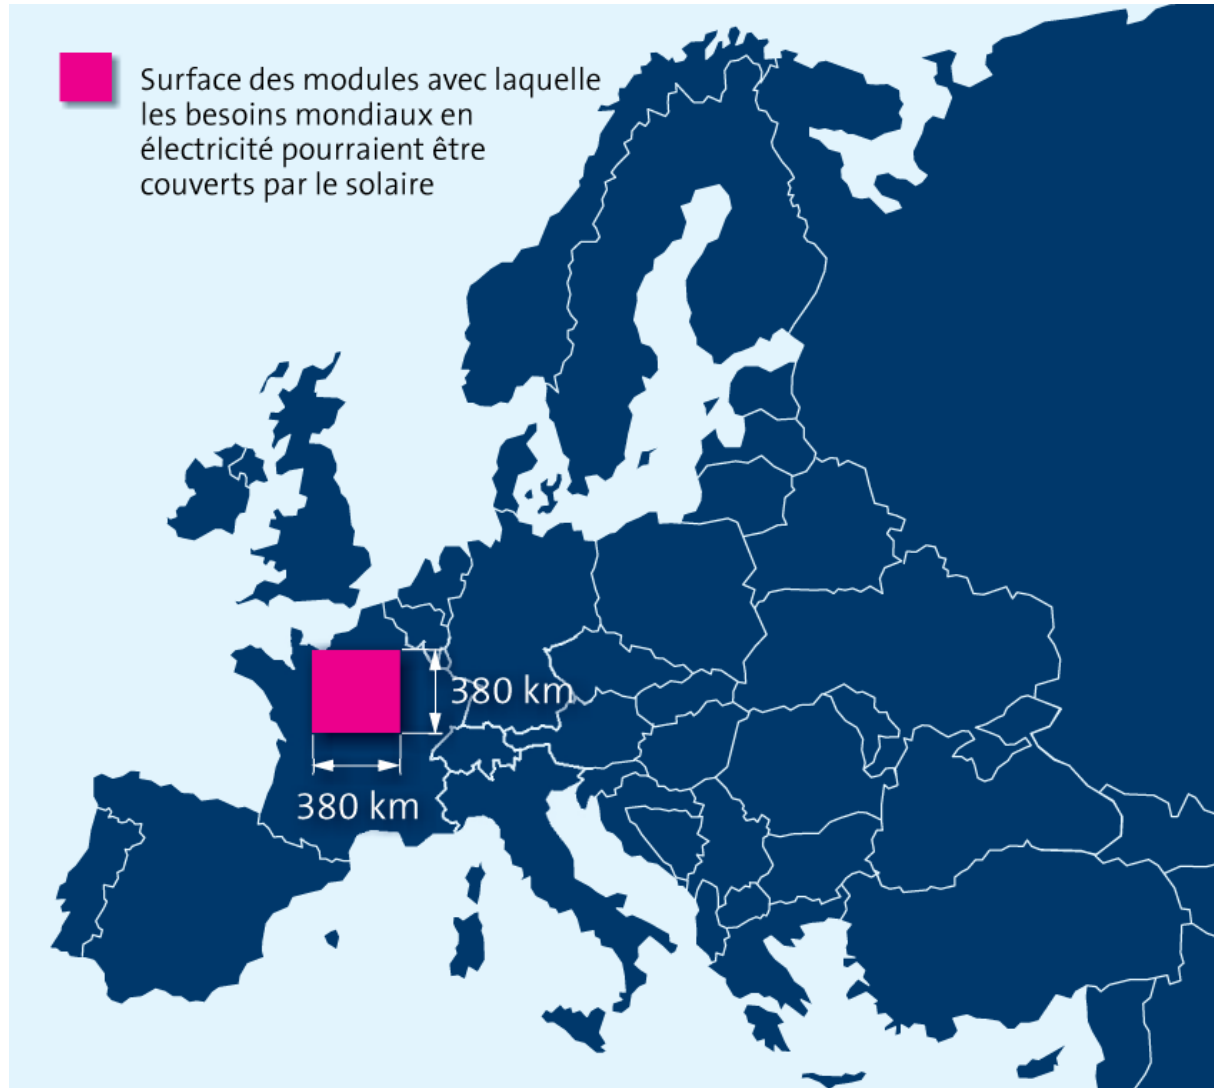 Surface des modules avec laquelle
les besoins mondiaux en
électricité pourraient être
couverts par le solaire
380 km
380 km